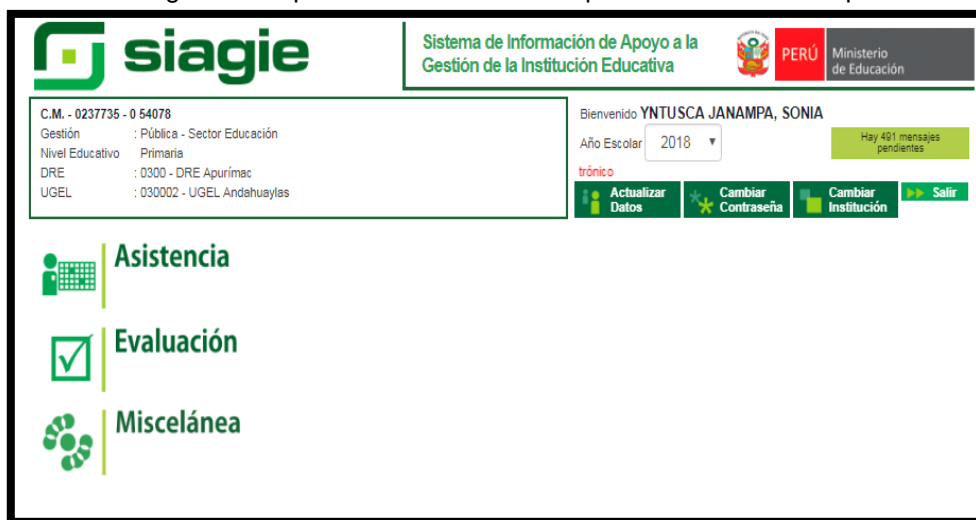 siagie
Sistema de Información de Apoyo a la
Gestión de la Institución Educativa
PERÚ
Ministerio
de Educación
C.M. - 0237735 - 0 54078
Gestión : Pública - Sector Educación
Nivel Educativo Primaria
DRE : 0300 - DRE Apurímac
UGEL : 030002 - UGEL Andahuaylas
Bienvenido YNTUSCA JANAMPA, SONIA
Año Escolar 2018
Hay 491 mensajes
pendientes
trónico
Actualizar
Datos
Cambiar
Contraseña
Cambiar
Institución
Salir
Asistencia
Evaluación
Miscelánea